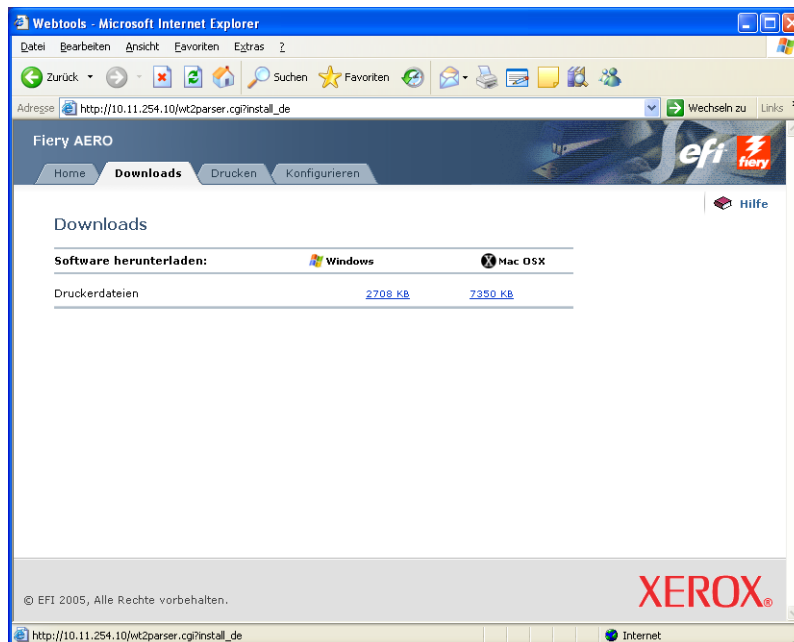 Webtools - Microsoft Internet Explorer
Datei Bearbeiten Ansicht Favoriten Extras ?
Zurück Suchen Favoriten
Adresse http://10.11.254.10/wt2parser.cgi?install_de Wechseln zu Links
Fiery AERO
efi fiery
Home Downloads Drucken Konfigurieren
Hilfe
Downloads
Software herunterladen: Windows X Mac OSX
Druckerdateien 2708 KB 7350 KB
XEROX®
© EFI 2005, Alle Rechte vorbehalten.
http://10.11.254.10/wt2parser.cgi?install_de Internet